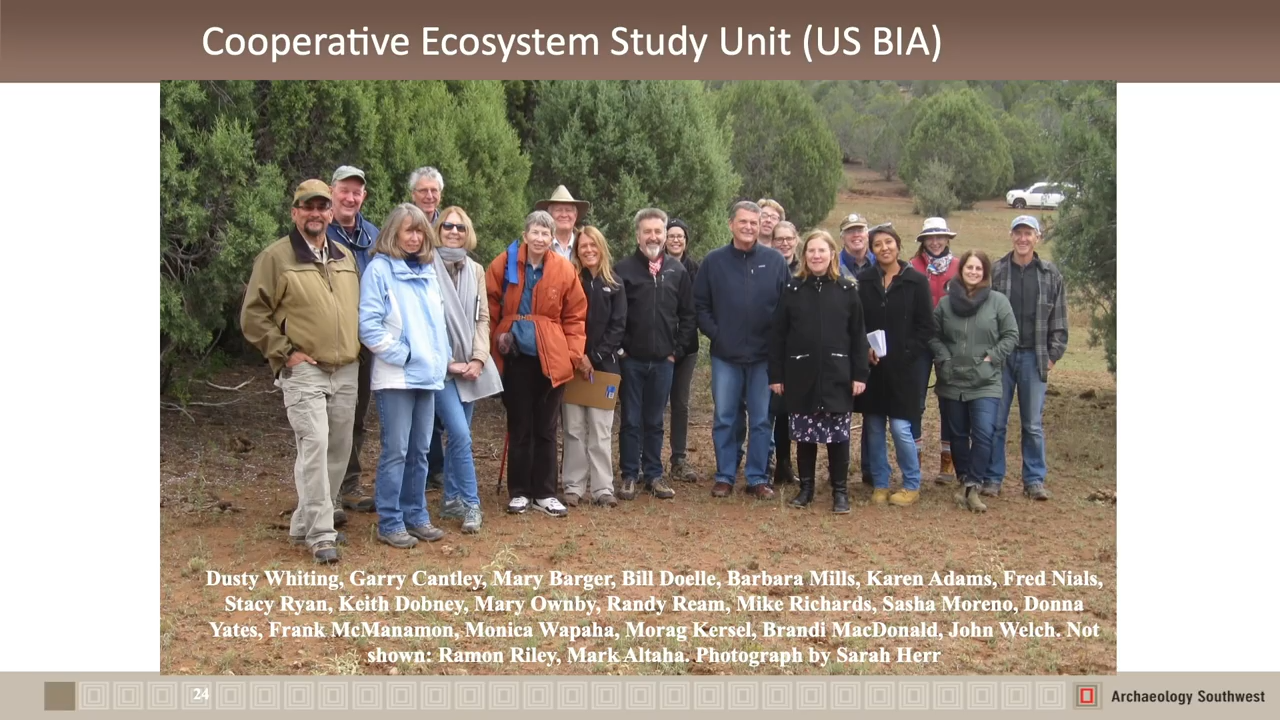 Cooperative Ecosystem Study Unit (US BIA)
Dusty Whiting, Garry Cantley, Mary Barger, Bill Doelle, Barbara Mills, Karen Adams, Fred Nials,
Stacy Ryan, Keith Dobney, Mary Ownby, Randy Ream, Mike Richards, Sasha Moreno, Donna
Yates, Frank McManamon, Monica Wapaha, Morag Kersel, Brandi MacDonald, John Welch. Not
shown: Ramon Riley, Mark Altaha. Photograph by Sarah Herr
24
Archaeology Southwest